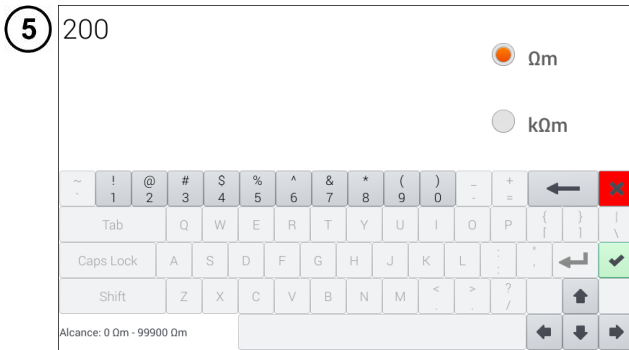 5
200
Ωm
kΩm
~ ! @ # $ % ^ & * ( ) _ +
` 1 2 3 4 5 6 7 8 9 0 - =
Tab Q W E R T Y U I O P { } |
[ ] \
Caps Lock A S D F G H J K L : "
; '
Shift Z X C V B N M < > ?
, . /
Alcance: 0 Ωm - 99900 Ωm